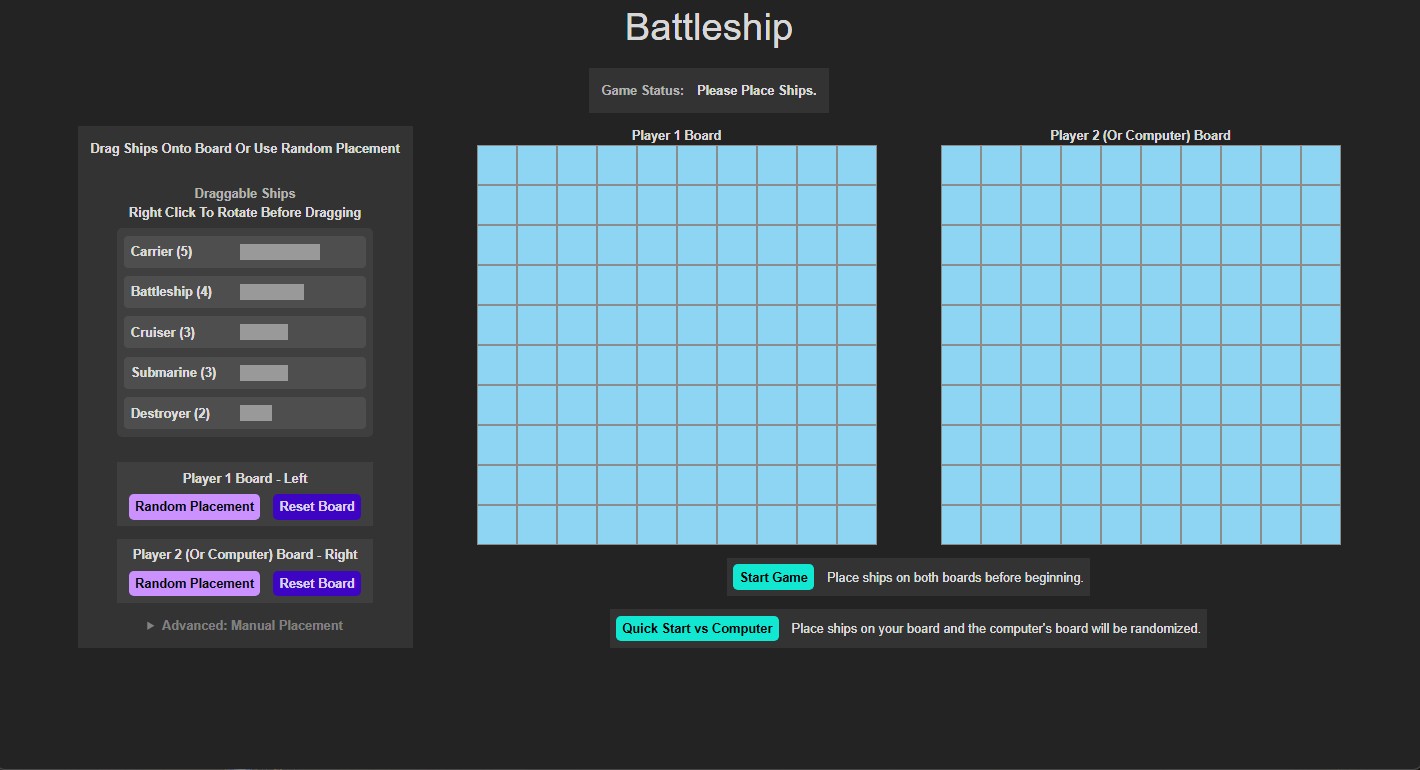 Battleship
Game Status: Please Place Ships.
Drag Ships Onto Board Or Use Random Placement
Draggable Ships
Right Click To Rotate Before Dragging
Carrier (5)
Battleship (4)
Cruiser (3)
Submarine (3)
Destroyer (2)
Player 1 Board - Left
Random Placement Reset Board
Player 2 (Or Computer) Board - Right
Random Placement Reset Board
► Advanced: Manual Placement
Player 1 Board
Player 2 (Or Computer) Board
Start Game Place ships on both boards before beginning.
Quick Start vs Computer Place ships on your board and the computer's board will be randomized.